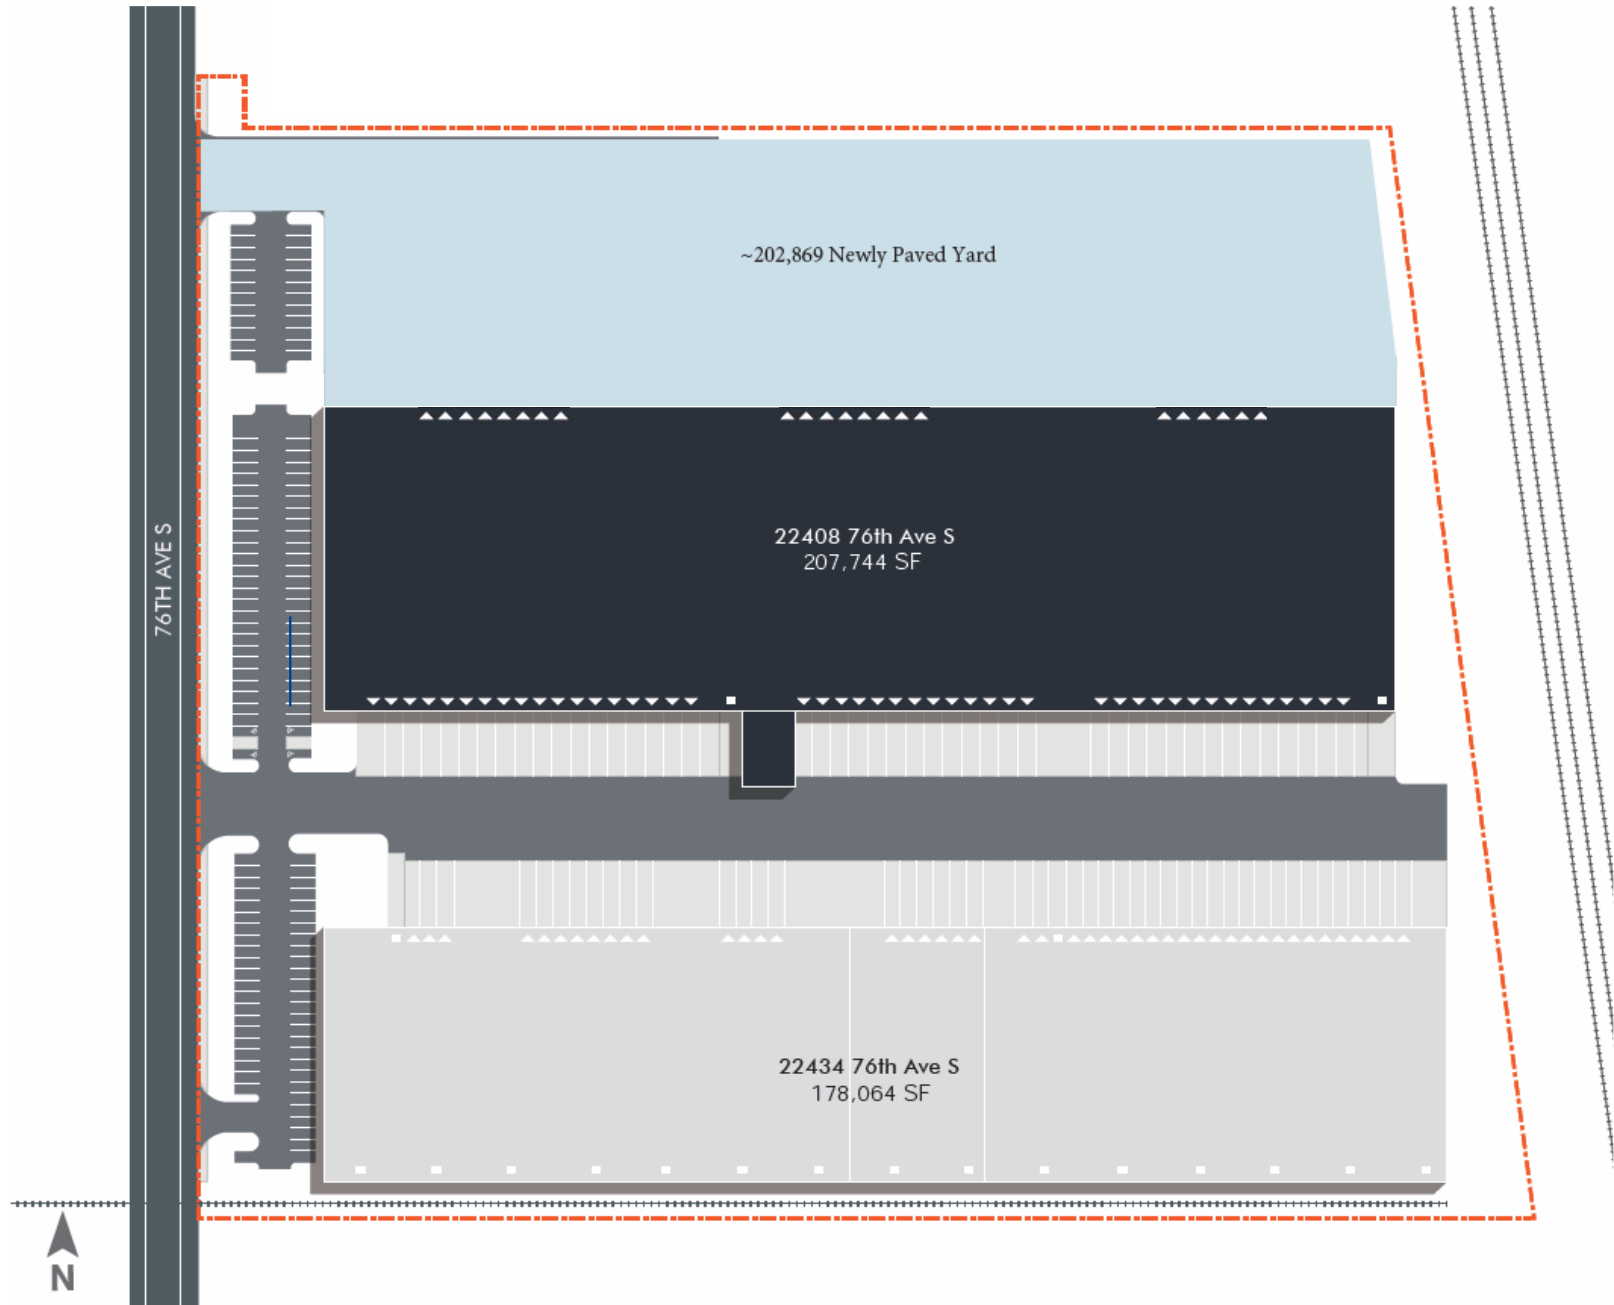 ~202,869 Newly Paved Yard
22408 76th Ave S
207,744 SF
76TH AVE S
22434 76th Ave S
178,064 SF
N